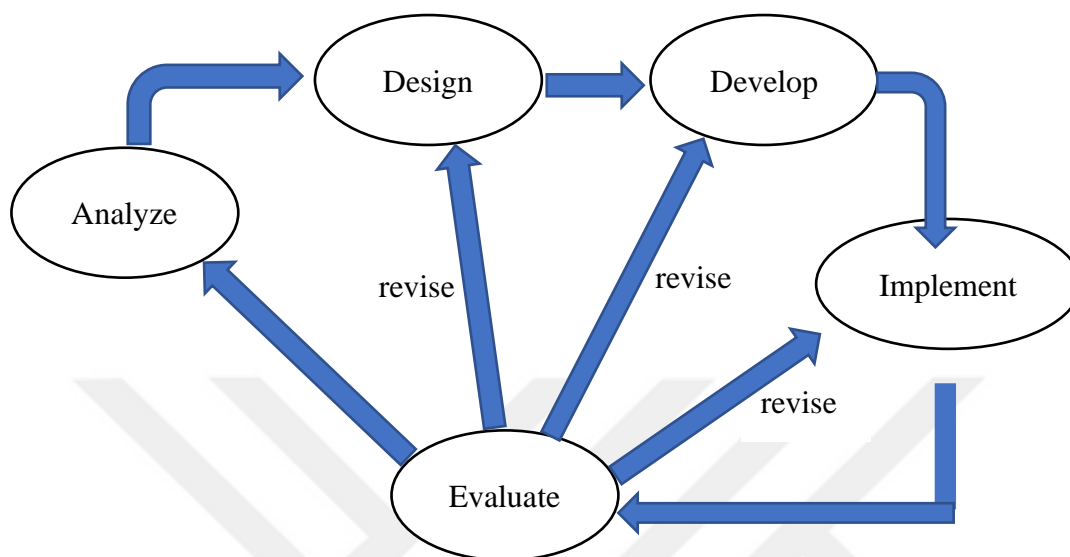 Design
Develop
Analyze
revise
revise
Implement
revise
Evaluate